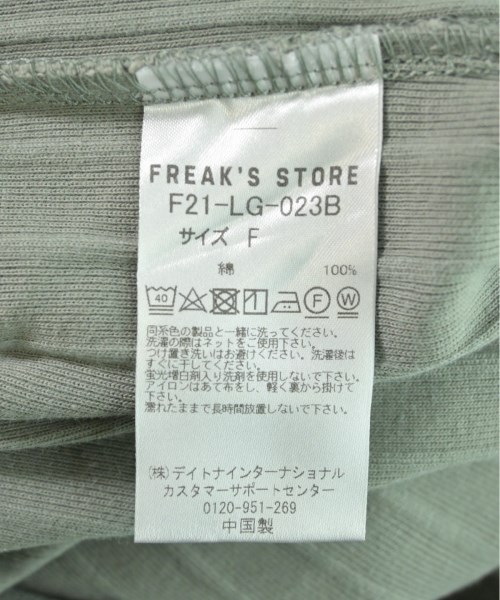 FREAK'S STORE
F21-LG-023B
サイズ F
綿 100%
40 F W
同系色の製品と一緒に洗ってください。
洗濯の際はネットをご使用下さい。
つけ置き洗いはお避けください。洗濯後は
すぐに干してください。
蛍光増白剤入り洗剤を使用しないで下さい。
アイロンはあて布をし、軽く裏から掛けて
下さい。
濡れたままで長時間放置しないで下さい。
(株)デイトナインターナショナル
カスタマーサポートセンター
0120-951-269
中国製